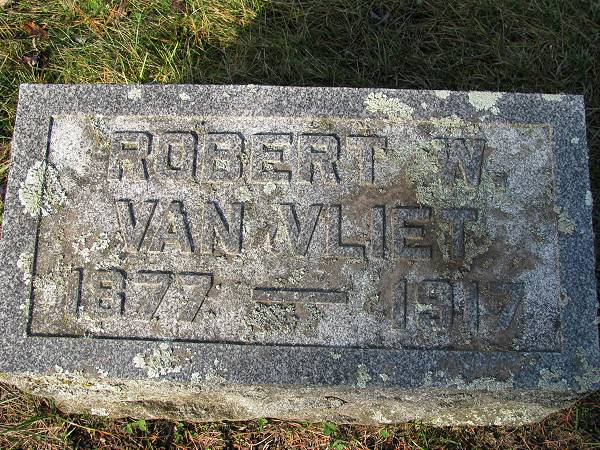 ROBERT W.
VAN VLIET
1877 — 1917